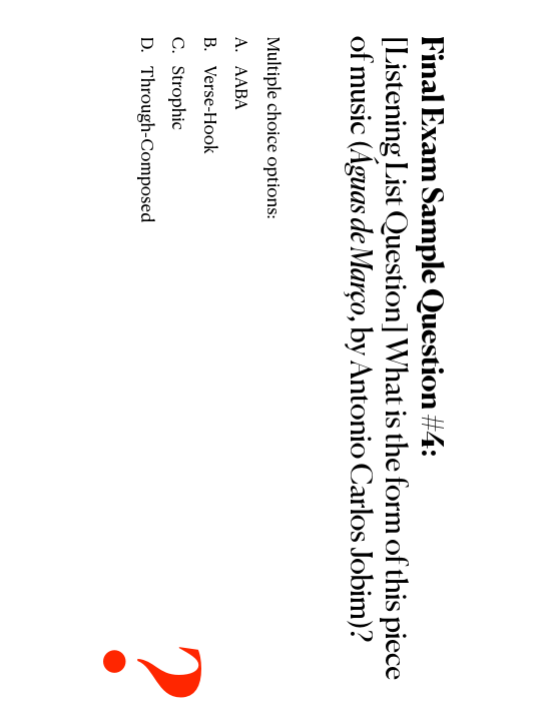 Final Exam Sample Question #4:
[Listening List Question] What is the form of this piece
of music (Águas de Março, by Antonio Carlos Jobim)?
Multiple choice options:
A. AABA
B. Verse-Hook
C. Strophic
D. Through-Composed
?